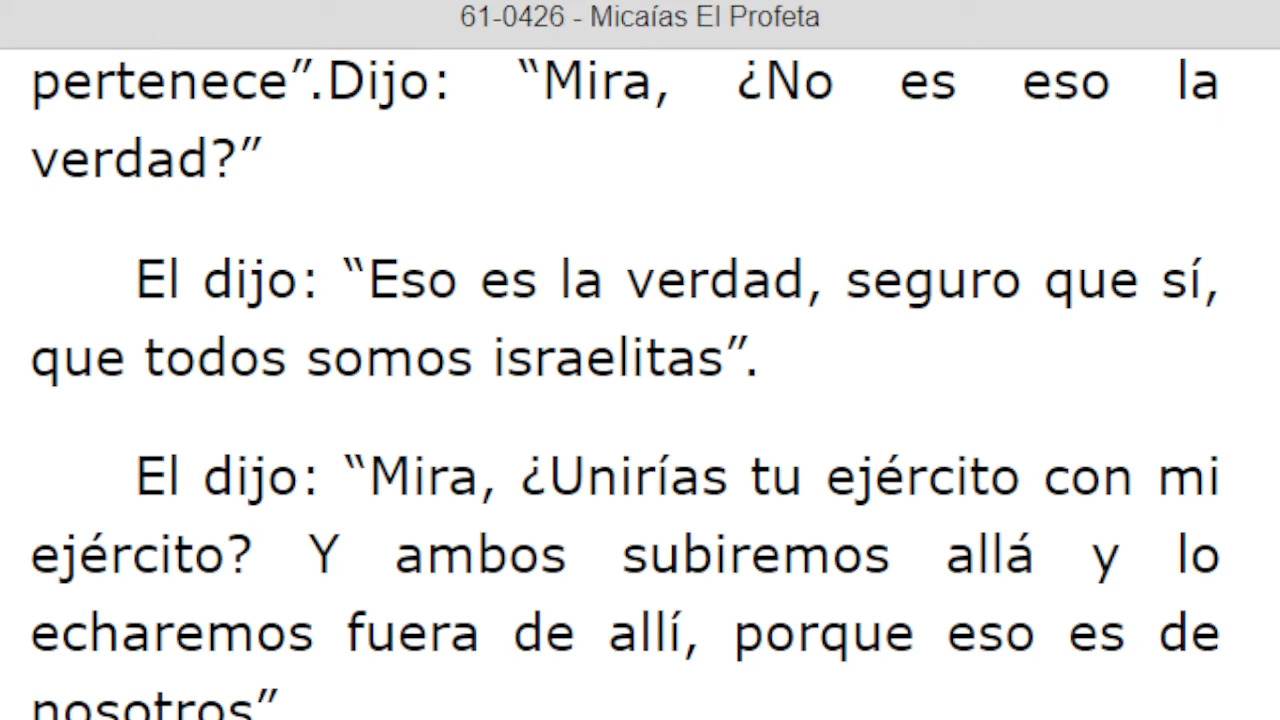 61-0426 - Micaías El Profeta
pertenece”.Dijo: “Mira, ¿No es eso la
verdad?”
El dijo: “Eso es la verdad, seguro que sí,
que todos somos israelitas”.
El dijo: “Mira, ¿Unirías tu ejército con mi
ejército? Y ambos subiremos allá y lo
echaremos fuera de allí, porque eso es de
nosotros”